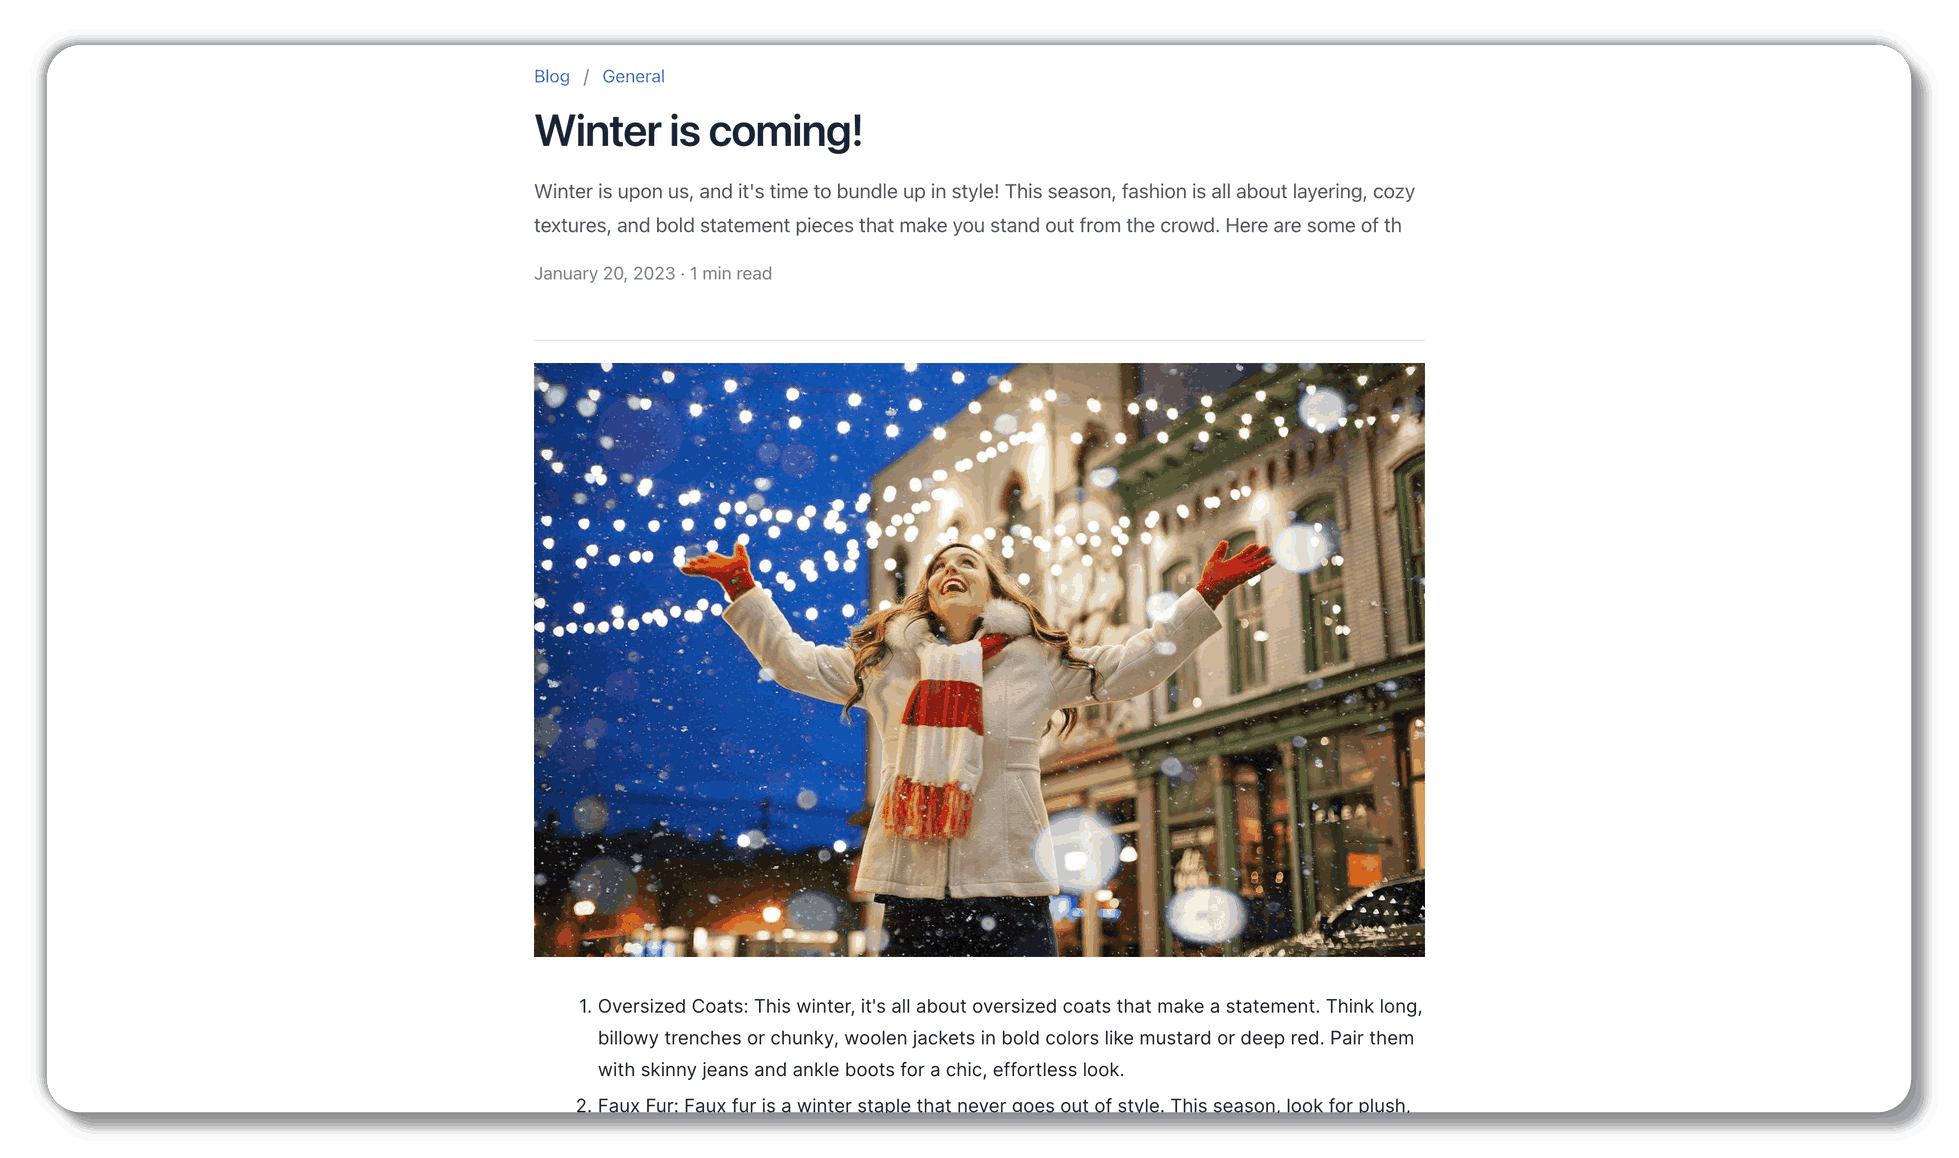 Blog / General
Winter is coming!
Winter is upon us, and it's time to bundle up in style! This season, fashion is all about layering, cozy
textures, and bold statement pieces that make you stand out from the crowd. Here are some of th
January 20, 2023 · 1 min read
1. Oversized Coats: This winter, it's all about oversized coats that make a statement. Think long,
billowy trenches or chunky, woolen jackets in bold colors like mustard or deep red. Pair them
with skinny jeans and ankle boots for a chic, effortless look.
2. Faux Fur: Faux fur is a winter staple that never goes out of style. This season, look for plush,